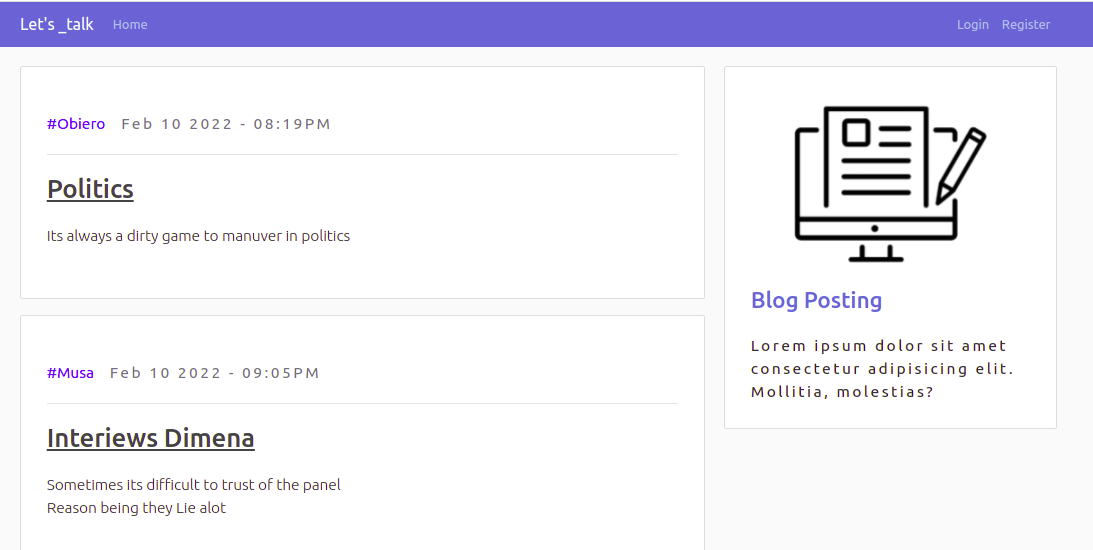 Let's _talk Home Login Register
#Obiero Feb 10 2022 - 08:19PM
Politics
Its always a dirty game to manuver in politics
#Musa Feb 10 2022 - 09:05PM
Interiews Dimena
Sometimes its difficult to trust of the panel
Reason being they Lie alot
Blog Posting
Lorem ipsum dolor sit amet
consectetur adipisicing elit.
Mollitia, molestias?